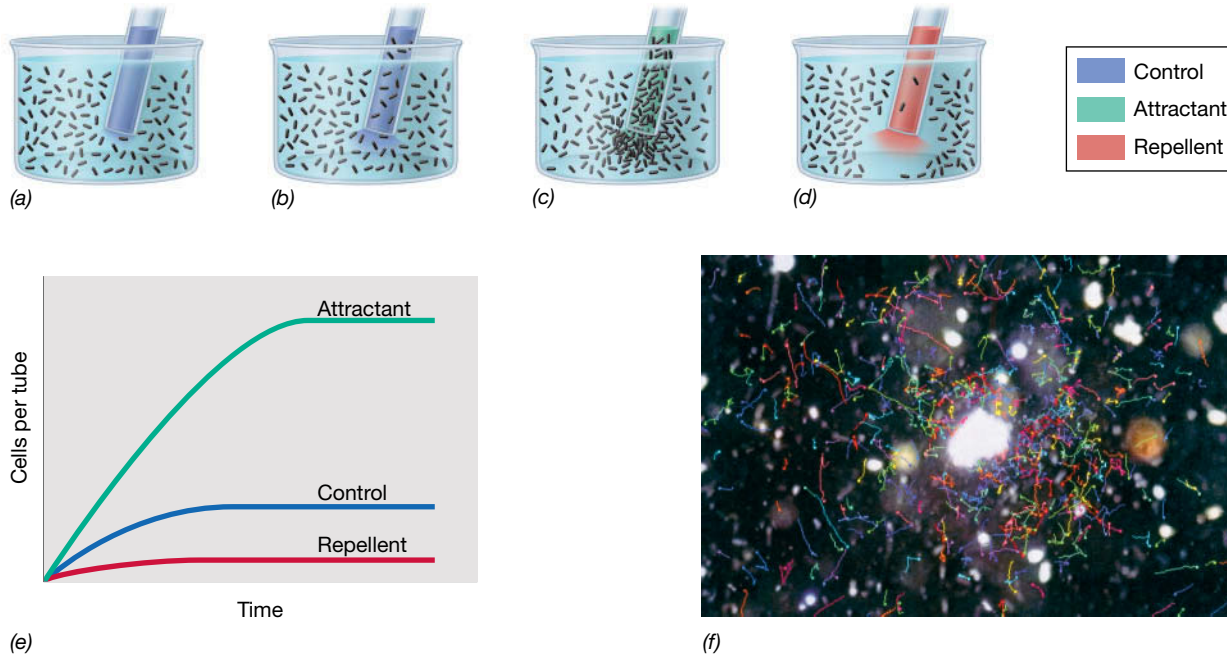 (a)
(b)
(c)
(d)
Control
Attractant
Repellent
Attractant
Control
Repellent
Cells per tube
Time
(e)
(f)